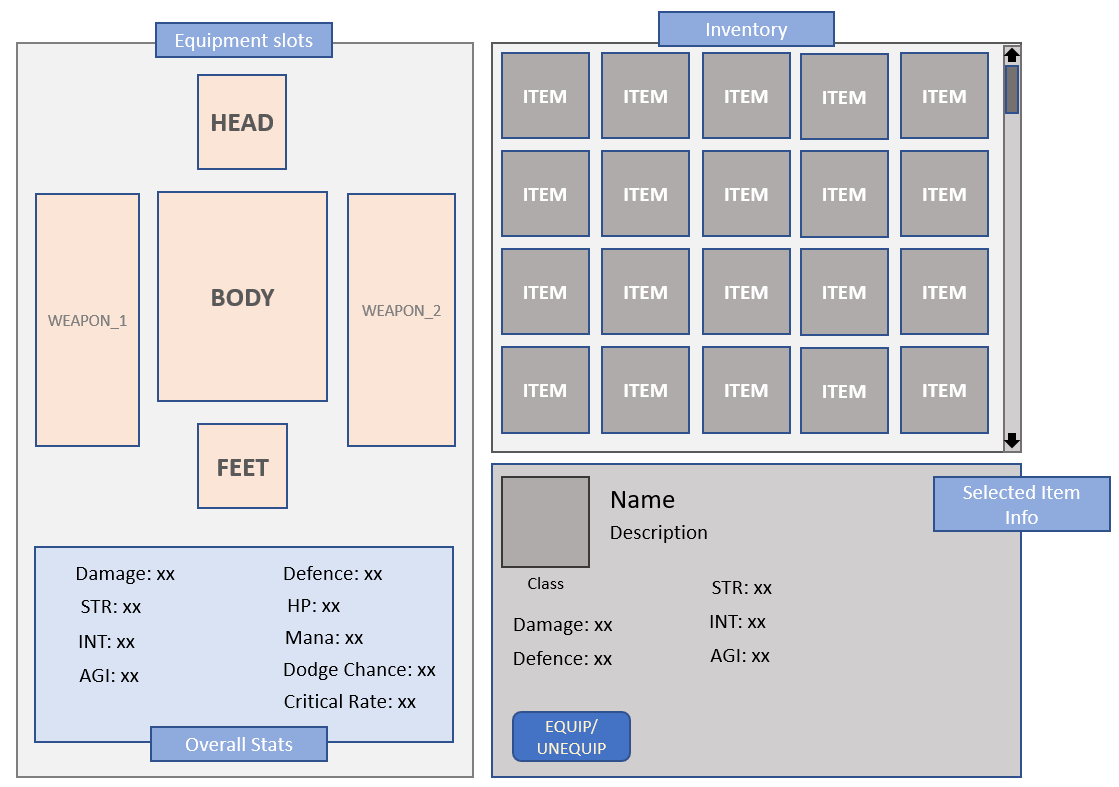 Equipment slots
HEAD
WEAPON_1
BODY
WEAPON_2
FEET
Damage: xx
STR: xx
INT: xx
AGI: xx
Defence: xx
HP: xx
Mana: xx
Dodge Chance: xx
Critical Rate: xx
Overall Stats
Inventory
ITEM ITEM ITEM ITEM ITEM
ITEM ITEM ITEM ITEM ITEM
ITEM ITEM ITEM ITEM ITEM
ITEM ITEM ITEM ITEM ITEM
Selected Item
Info
Name
Description
Class
Damage: xx
Defence: xx
STR: xx
INT: xx
AGI: xx
EQUIP/
UNEQUIP